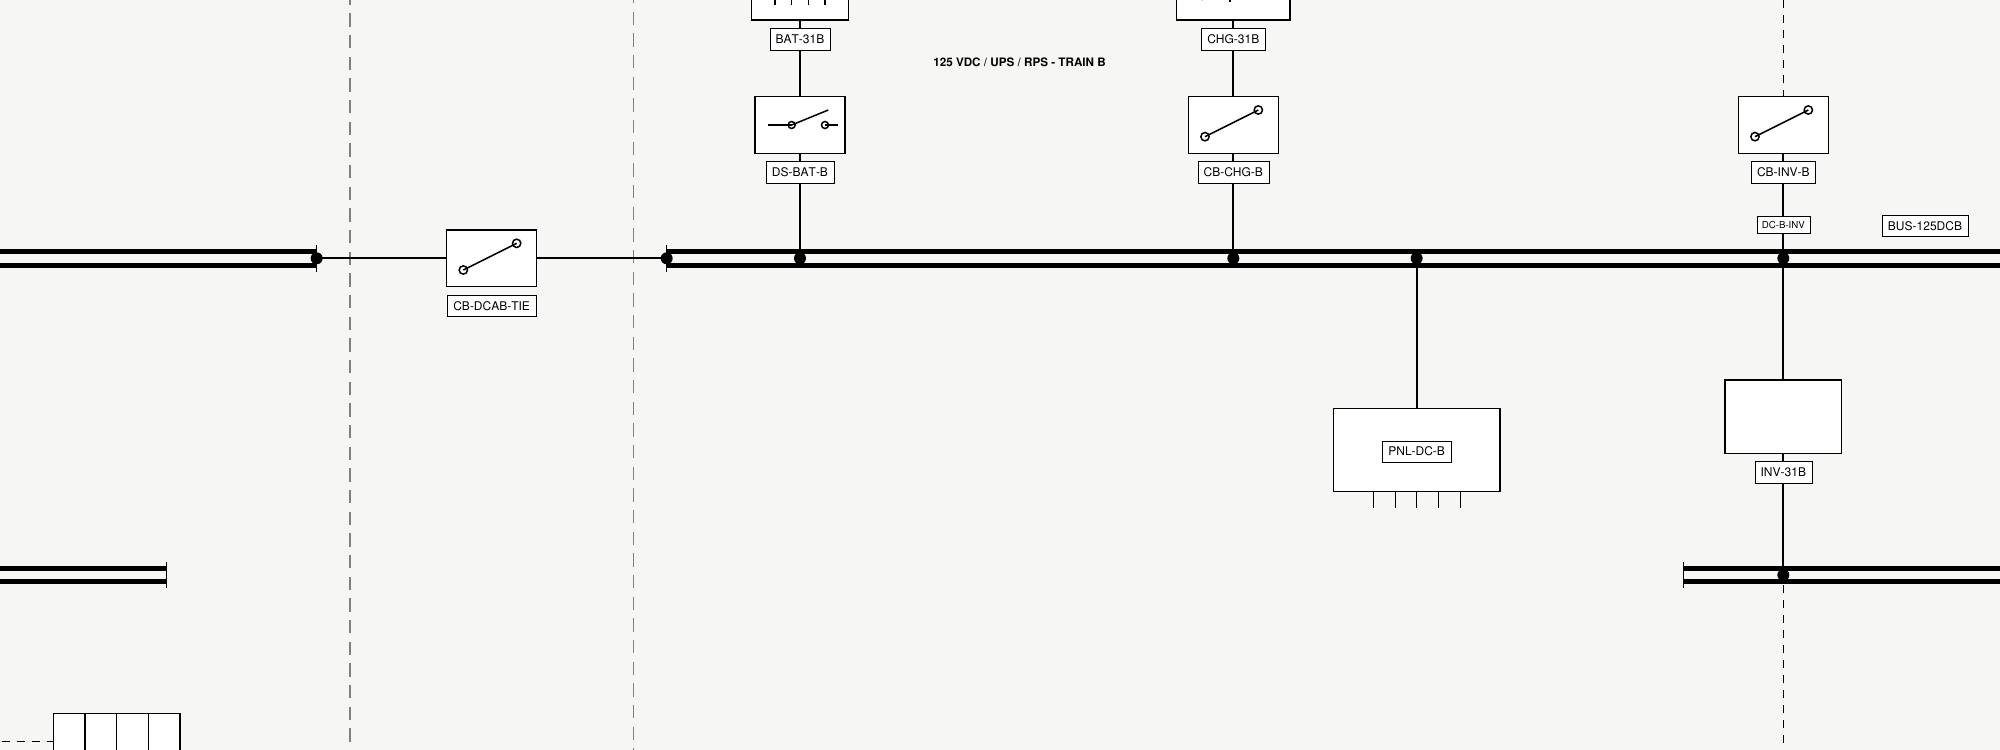 BAT-31B
CHG-31B
125 VDC / UPS / RPS - TRAIN B
DS-BAT-B
CB-CHG-B
CB-INV-B
DC-B-INV
BUS-125DCB
CB-DCAB-TIE
PNL-DC-B
INV-31B